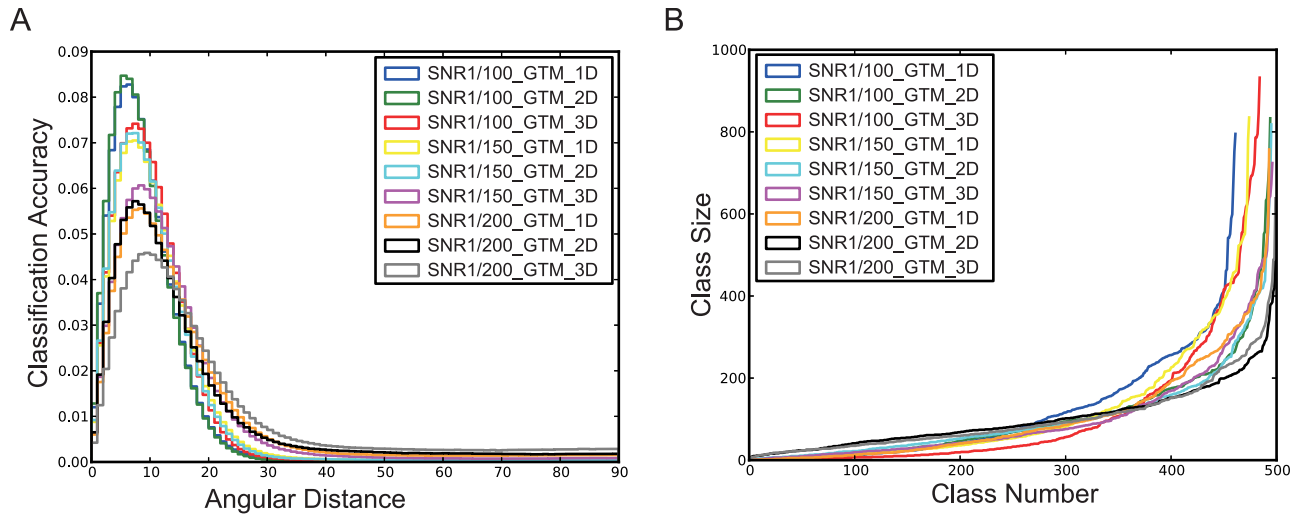 A
0.09
0.08
0.07
0.06
0.05
0.04
0.03
0.02
0.01
0.00
Classification Accuracy
0 10 20 30 40 50 60 70 80 90
Angular Distance
SNR1/100_GTM_1D
SNR1/100_GTM_2D
SNR1/100_GTM_3D
SNR1/150_GTM_1D
SNR1/150_GTM_2D
SNR1/150_GTM_3D
SNR1/200_GTM_1D
SNR1/200_GTM_2D
SNR1/200_GTM_3D
B
1000
800
600
400
200
0
Class Size
0 100 200 300 400 500
Class Number
SNR1/100_GTM_1D
SNR1/100_GTM_2D
SNR1/100_GTM_3D
SNR1/150_GTM_1D
SNR1/150_GTM_2D
SNR1/150_GTM_3D
SNR1/200_GTM_1D
SNR1/200_GTM_2D
SNR1/200_GTM_3D